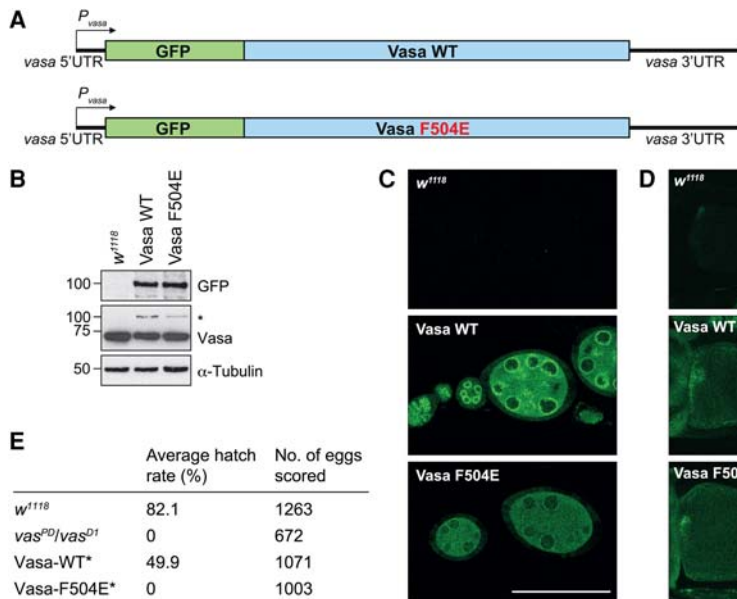 A
P vasa
GFP
Vasa WT
vasa 5'UTR
vasa 3'UTR
P vasa
GFP
Vasa F504E
vasa 5'UTR
vasa 3'UTR
B
w1118
Vasa WT
Vasa F504E
100
GFP
100
*
75
Vasa
50
α-Tubulin
C
w1118
Vasa WT
Vasa F504E
D
w1118
Vasa WT
Vasa F50
E
Average hatch rate (%)
No. of eggs scored
w1118 82.1 1263
vasPD/vasD1 0 672
Vasa-WT* 49.9 1071
Vasa-F504E* 0 1003